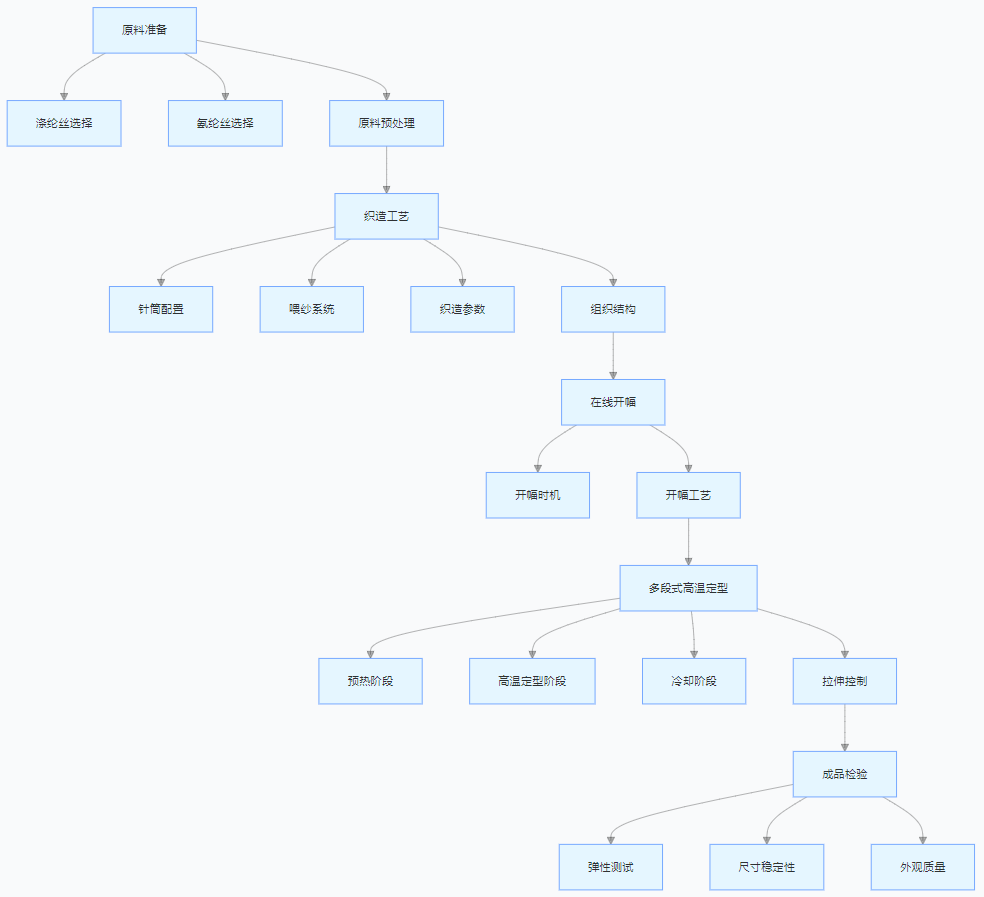 原料准备
涤纶丝选择
氨纶丝选择
原料预处理
织造工艺
针筒配置
喂纱系统
织造参数
组织结构
在线开幅
开幅时机
开幅工艺
多段式高温定型
预热阶段
高温定型阶段
冷却阶段
拉伸控制
成品检验
弹性测试
尺寸稳定性
外观质量